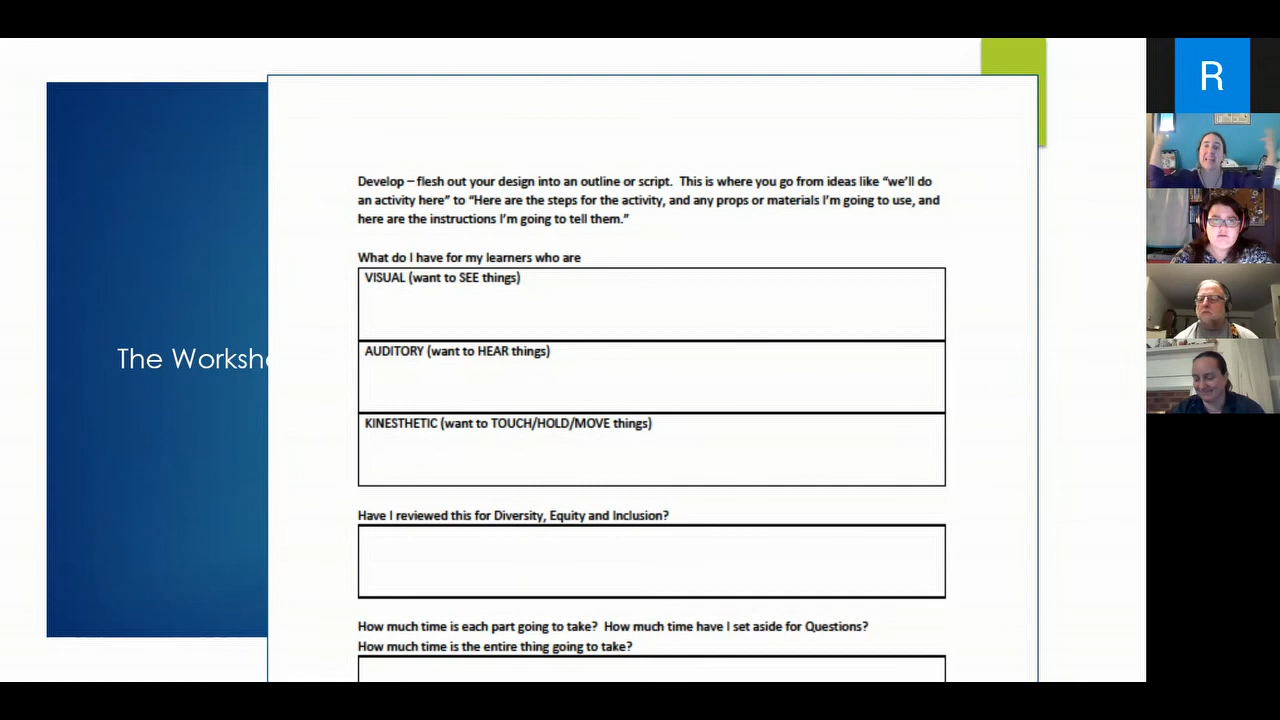 R
Develop – flesh out your design into an outline or script.  This is where you go from ideas like “we’ll do
an activity here” to “Here are the steps for the activity, and any props or materials I’m going to use, and
here are the instructions I’m going to tell them.”
What do I have for my learners who are
VISUAL (want to SEE things)
AUDITORY (want to HEAR things)
The Worksh
KINESTHETIC (want to TOUCH/HOLD/MOVE things)
Have I reviewed this for Diversity, Equity and Inclusion?
How much time is each part going to take?  How much time have I set aside for Questions?
How much time is the entire thing going to take?